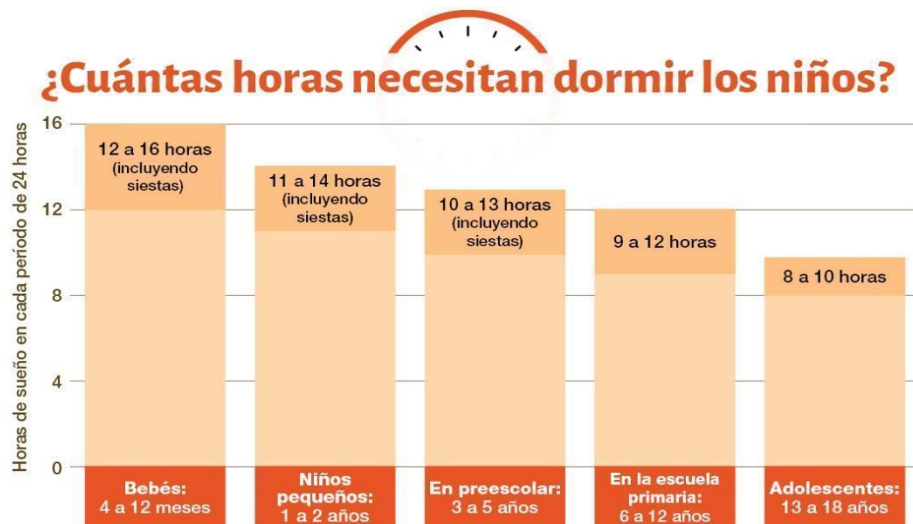 ¿Cuántas horas necesitan dormir los niños?
Horas de sueño en cada período de 24 horas
16
12
8
4
0
12 a 16 horas
(incluyendo
siestas)
11 a 14 horas
(incluyendo
siestas)
10 a 13 horas
(incluyendo
siestas)
9 a 12 horas
8 a 10 horas
Bebés:
4 a 12 meses
Niños
pequeños:
1 a 2 años
En preescolar:
3 a 5 años
En la escuela
primaria:
6 a 12 años
Adolescentes:
13 a 18 años